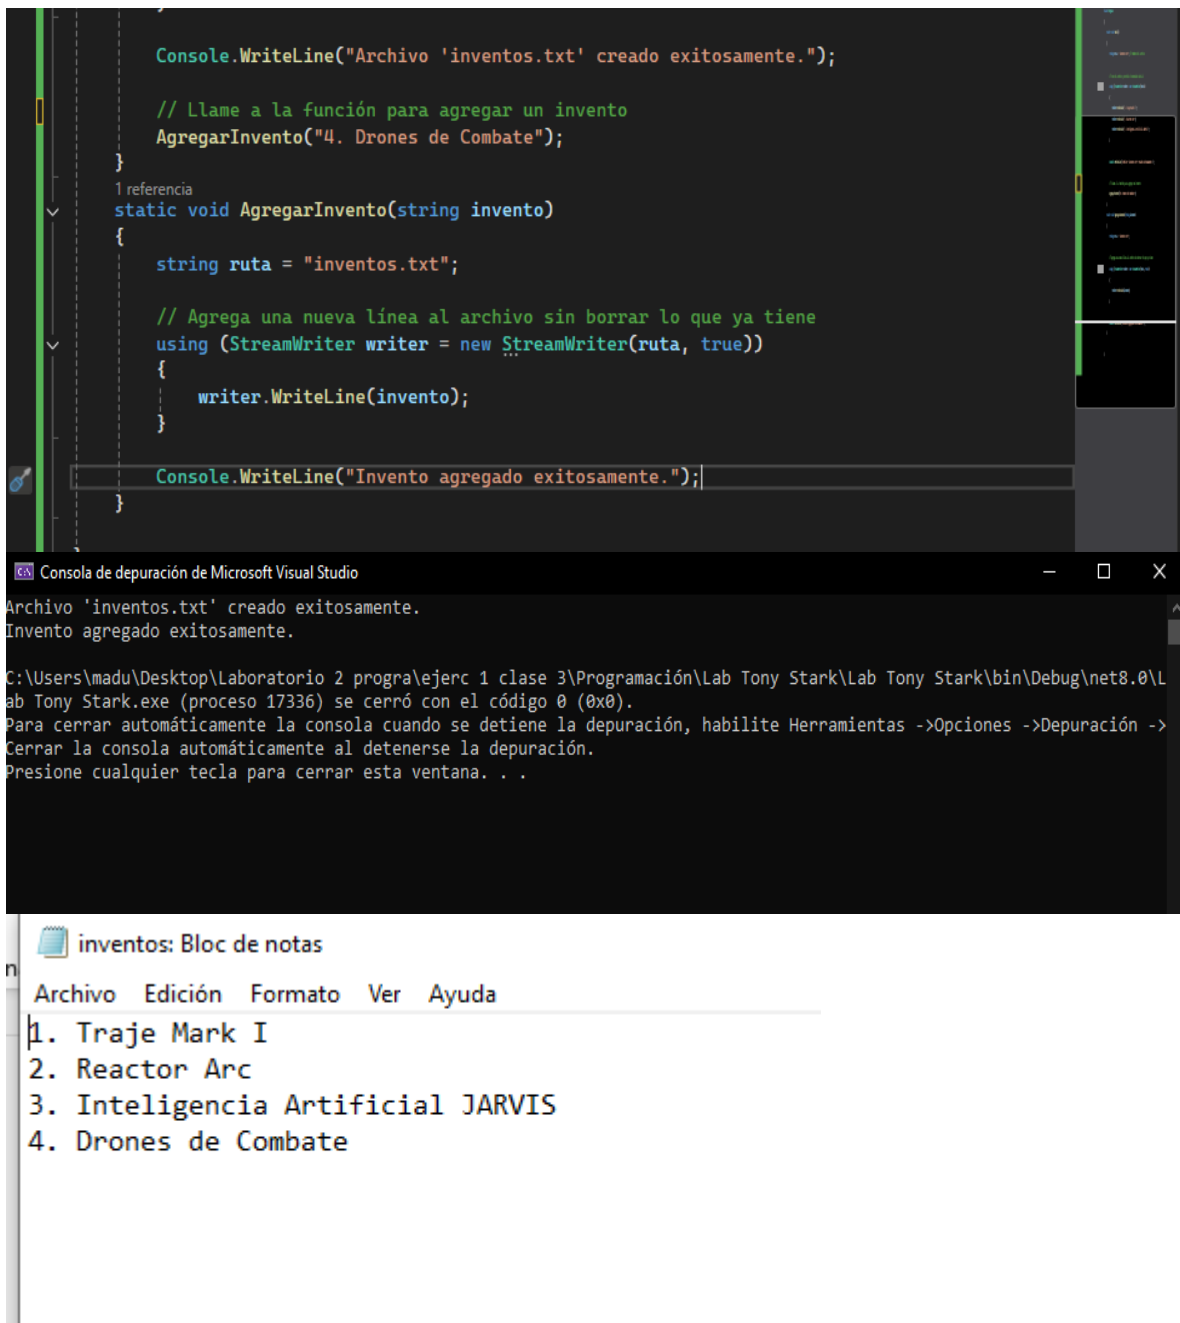 Console.WriteLine("Archivo 'inventos.txt' creado exitosamente.");
// Llame a la función para agregar un invento
AgregarInvento("4. Drones de Combate");
}
1 referencia
static void AgregarInvento(string invento)
{
string ruta = "inventos.txt";
// Agrega una nueva línea al archivo sin borrar lo que ya tiene
using (StreamWriter writer = new StreamWriter(ruta, true))
{
writer.WriteLine(invento);
}
Console.WriteLine("Invento agregado exitosamente.");
}
Consola de depuración de Microsoft Visual Studio
Archivo 'inventos.txt' creado exitosamente.
Invento agregado exitosamente.
C:\Users\madu\Desktop\Laboratorio 2 progra\ejerc 1 clase 3\Programación\Lab Tony Stark\Lab Tony Stark\bin\Debug\net8.0\L
ab Tony Stark.exe (proceso 17336) se cerró con el código 0 (0x0).
Para cerrar automáticamente la consola cuando se detiene la depuración, habilite Herramientas ->Opciones ->Depuración ->
Cerrar la consola automáticamente al detenerse la depuración.
Presione cualquier tecla para cerrar esta ventana. . .
inventos: Bloc de notas
Archivo Edición Formato Ver Ayuda
1. Traje Mark I
2. Reactor Arc
3. Inteligencia Artificial JARVIS
4. Drones de Combate